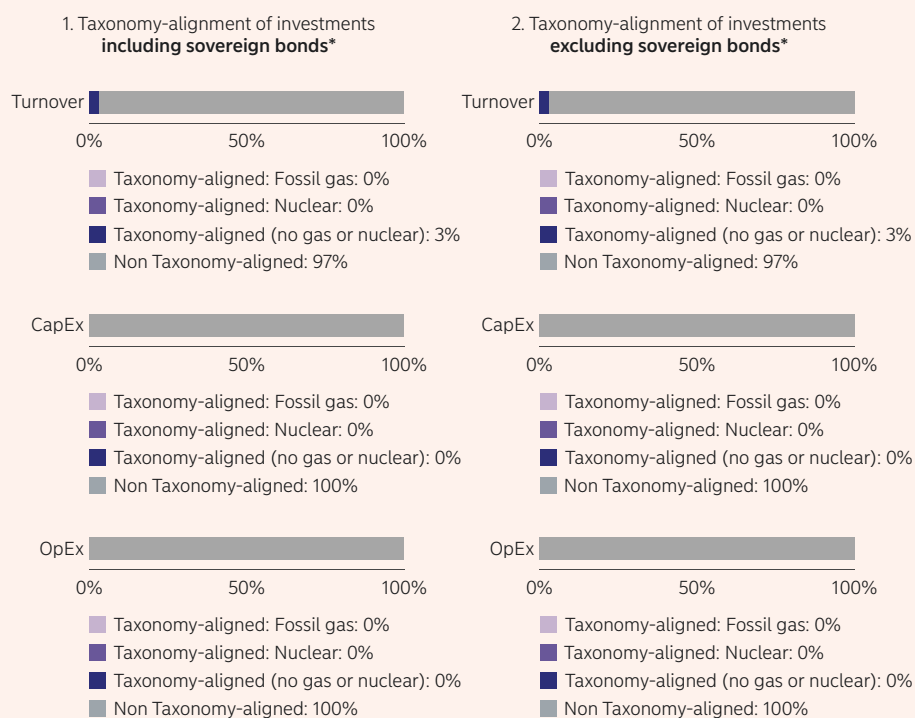 1. Taxonomy-alignment of investments
including sovereign bonds*
Turnover
0% 50% 100%
Taxonomy-aligned: Fossil gas: 0%
Taxonomy-aligned: Nuclear: 0%
Taxonomy-aligned (no gas or nuclear): 3%
Non Taxonomy-aligned: 97%
CapEx
0% 50% 100%
Taxonomy-aligned: Fossil gas: 0%
Taxonomy-aligned: Nuclear: 0%
Taxonomy-aligned (no gas or nuclear): 0%
Non Taxonomy-aligned: 100%
OpEx
0% 50% 100%
Taxonomy-aligned: Fossil gas: 0%
Taxonomy-aligned: Nuclear: 0%
Taxonomy-aligned (no gas or nuclear): 0%
Non Taxonomy-aligned: 100%
2. Taxonomy-alignment of investments
excluding sovereign bonds*
Turnover
0% 50% 100%
Taxonomy-aligned: Fossil gas: 0%
Taxonomy-aligned: Nuclear: 0%
Taxonomy-aligned (no gas or nuclear): 3%
Non Taxonomy-aligned: 97%
CapEx
0% 50% 100%
Taxonomy-aligned: Fossil gas: 0%
Taxonomy-aligned: Nuclear: 0%
Taxonomy-aligned (no gas or nuclear): 0%
Non Taxonomy-aligned: 100%
OpEx
0% 50% 100%
Taxonomy-aligned: Fossil gas: 0%
Taxonomy-aligned: Nuclear: 0%
Taxonomy-aligned (no gas or nuclear): 0%
Non Taxonomy-aligned: 100%